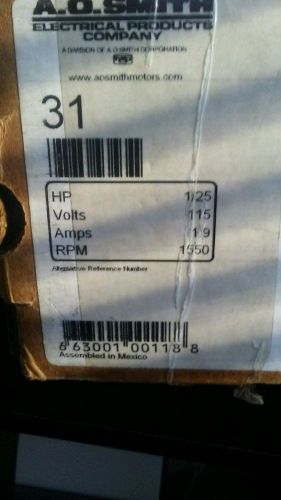 A.O.SMITH
ELECTRICAL PRODUCTS
COMPANY
A DIVISION OF A.O.SMITH CORPORATION
www.aosmithmotors.com
31
HP 1/25
Volts 115
Amps 1.9
RPM 1550
Alternative Reference Number
6 63001 00118 8
Assembled in Mexico